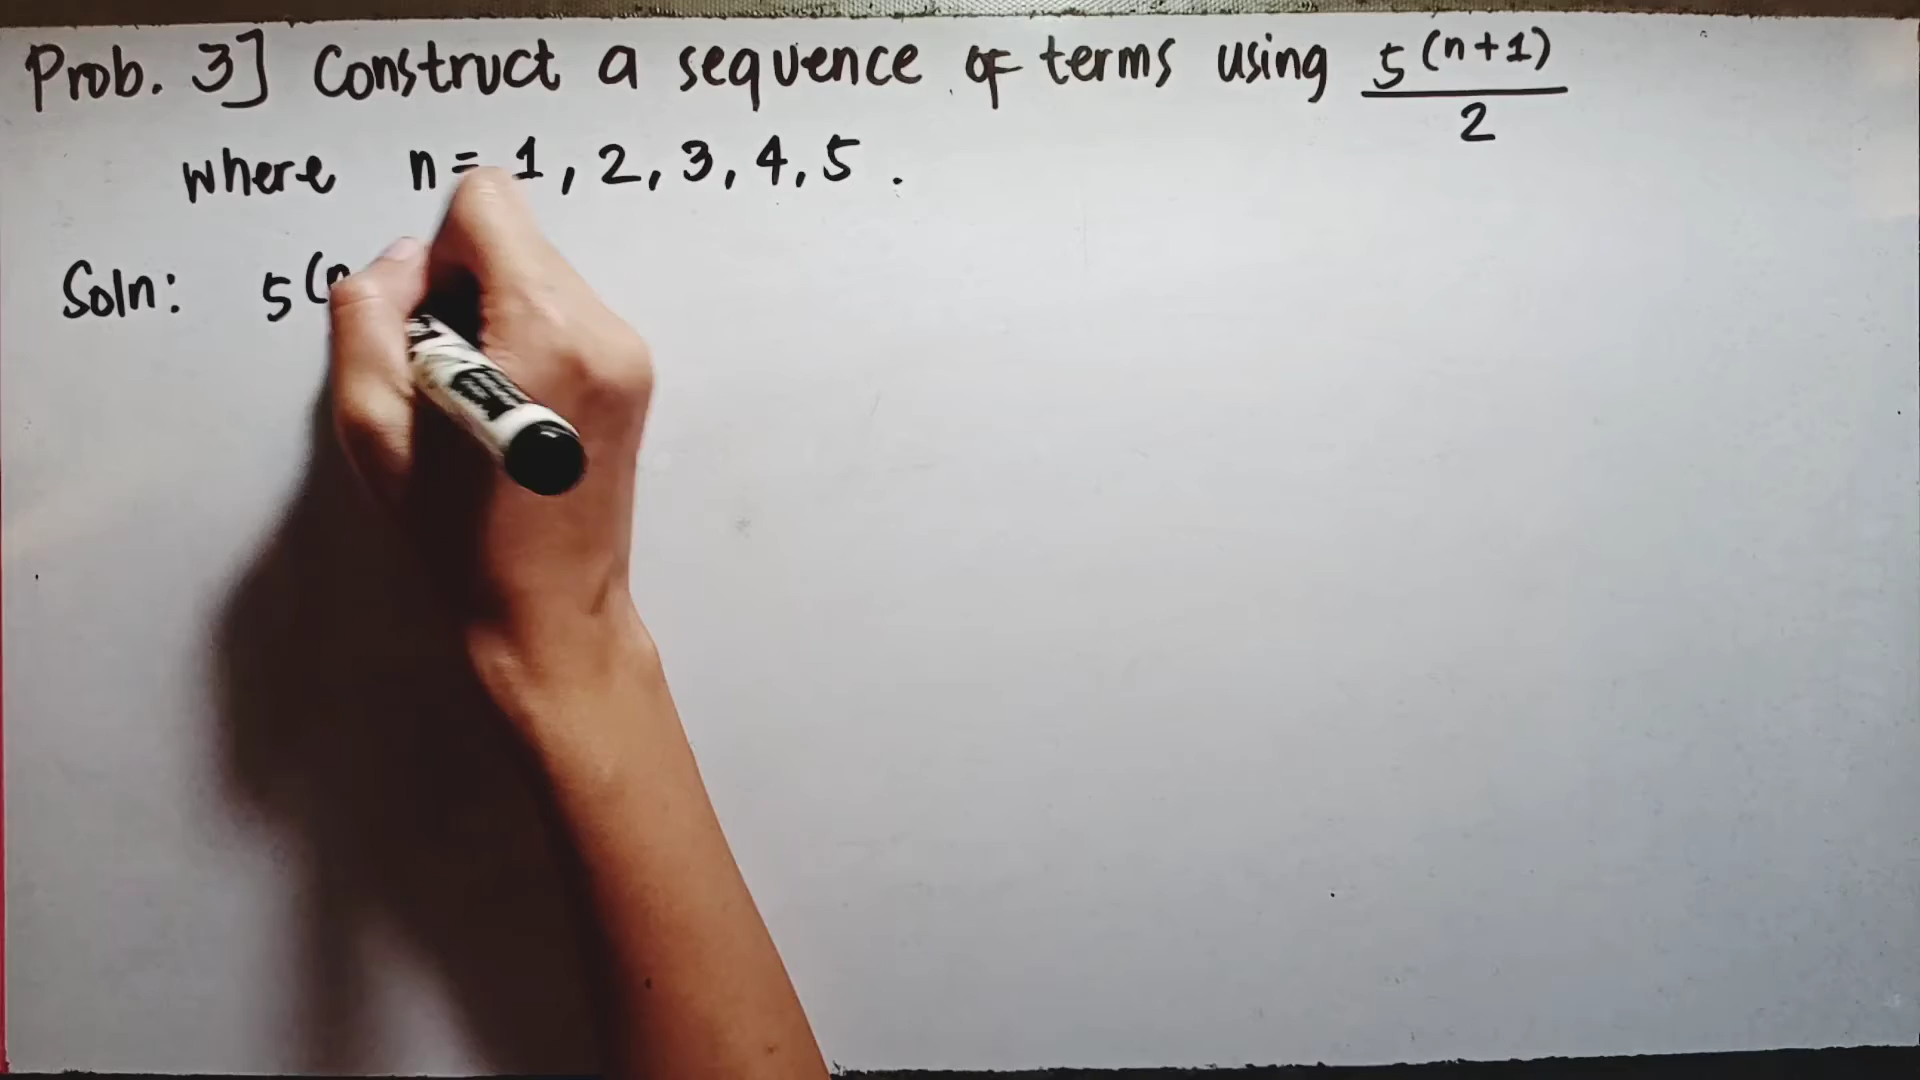 Prob. 3] Construct a sequence of terms using 5(n+1)/2
where n = 1, 2, 3, 4, 5 .
Soln: 5(n